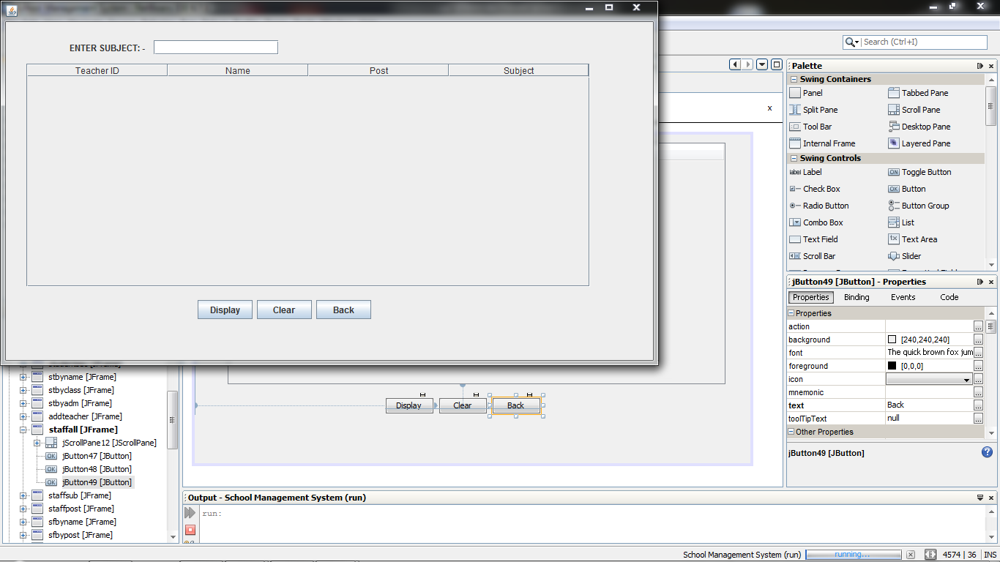 ENTER SUBJECT: -
Teacher ID Name Post Subject
Display Clear Back
Search (Ctrl+I)
x
Palette
Swing Containers
Panel Tabbed Pane
Split Pane Scroll Pane
Tool Bar Desktop Pane
Internal Frame Layered Pane
Swing Controls
label Label ON Toggle Button
Check Box OK Button
Radio Button Button Group
Combo Box List
Text Field Text Area
Scroll Bar Slider
jButton49 [JButton] - Properties
Properties Binding Events Code
Properties
action ...
background [240,240,240] ...
font The quick brown fox jum ...
foreground [0,0,0] ...
icon ...
mnemonic ...
text Back ...
toolTipText null ...
Other Properties
jButton49 [JButton]
Display Clear Back
stbyname [JFrame]
stbyclass [JFrame]
stbyadm [JFrame]
addteacher [JFrame]
staffall [JFrame]
jScrollPane12 [JScrollPane]
OK jButton47 [JButton]
OK jButton48 [JButton]
OK jButton49 [JButton]
staffsub [JFrame]
staffpost [JFrame]
sfbyname [JFrame]
sfbypost [JFrame]
Output - School Management System (run)
run:
School Management System (run) running... 4574 | 36 INS